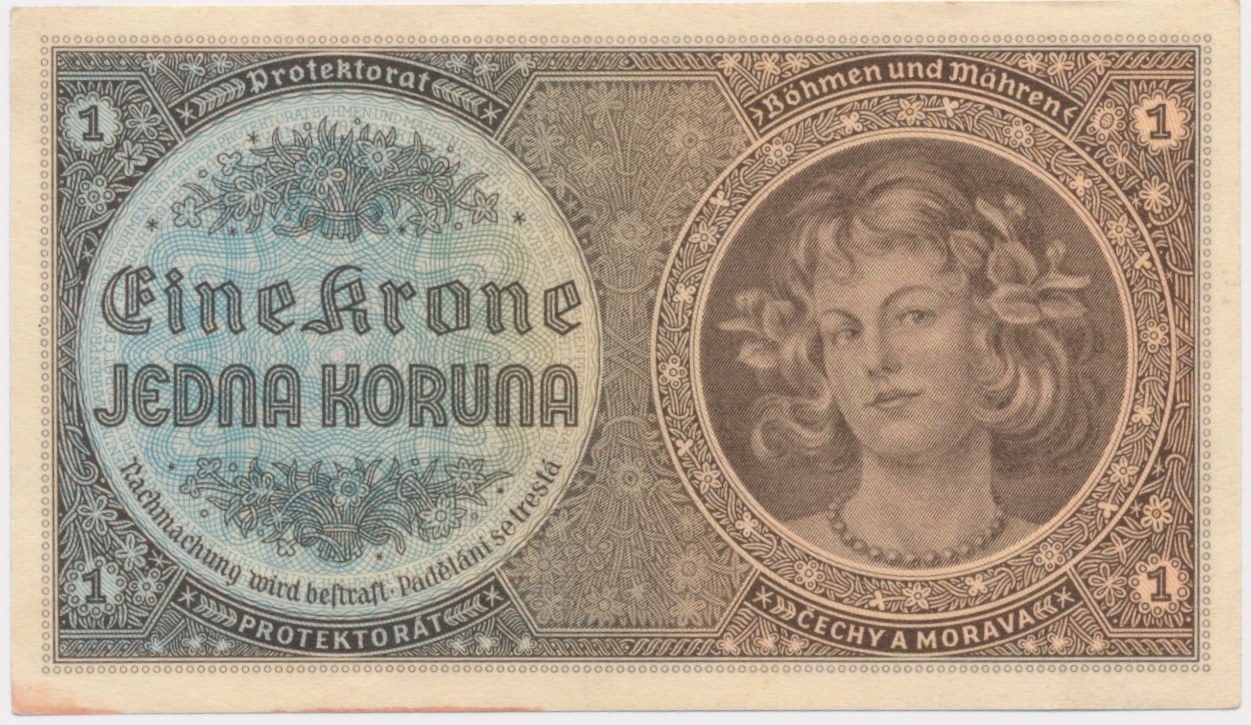 Protektorat
Böhmen und Mähren
1
1
Eine Krone
JEDNA KORUNA
Nachmachung wird bestraft. Padělání se trestá
1
1
PROTEKTORÁT
ČECHY A MORAVA